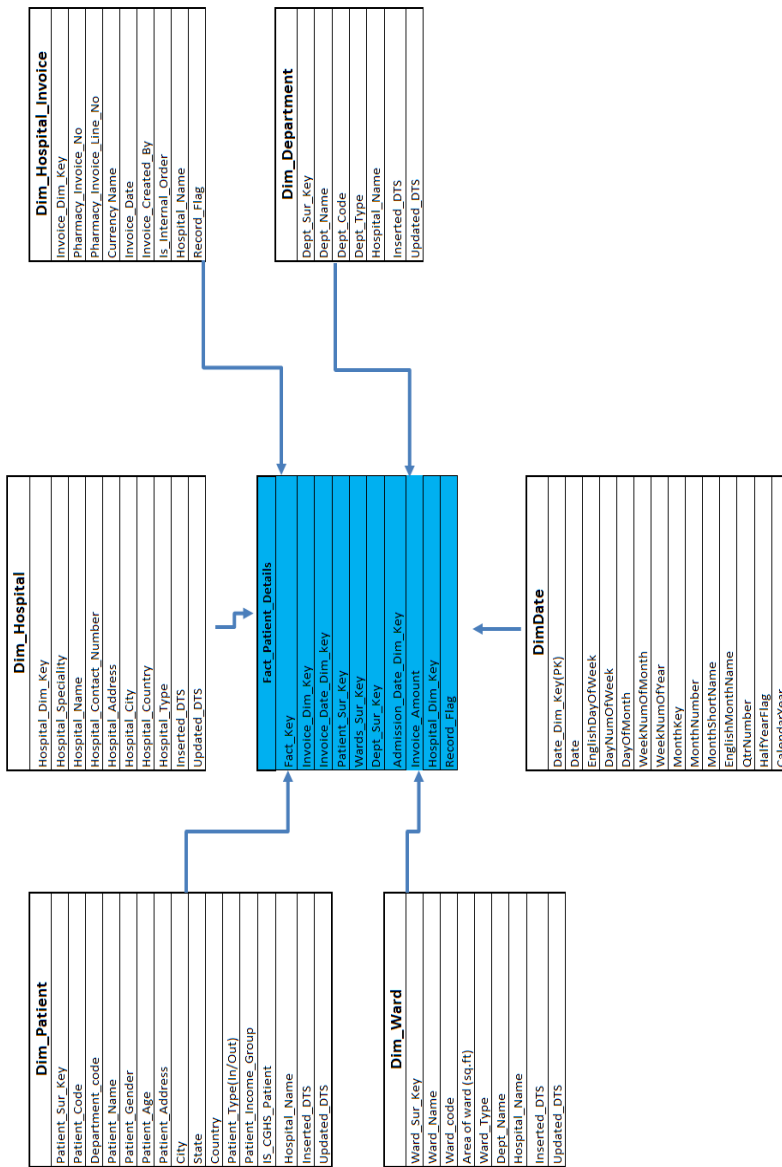 Dim_Patient
Patient_Sur_Key
Patient_Code
Department_code
Patient_Name
Patient_Gender
Patient_Age
Patient_Address
City
State
Country
Patient_Type(In/Out)
Patient_Income_Group
IS_CGHS_Patient
Hospital_Name
Inserted_DTS
Updated_DTS
Dim_Hospital
Hospital_Dim_Key
Hospital_Speciality
Hospital_Name
Hospital_Contact_Number
Hospital_Address
Hospital_City
Hospital_Country
Hospital_Type
Inserted_DTS
Updated_DTS
Dim_Hospital_Invoice
Invoice_Dim_Key
Pharmacy_Invoice_No
Pharmacy_Invoice_Line_No
Currency Name
Invoice_Date
Invoice_Created_By
Is_Internal_Order
Hospital_Name
Record_Flag
Fact_Patient_Details
Fact_Key
Invoice_Dim_Key
Invoice_Date_Dim_key
Patient_Sur_Key
Wards_Sur_Key
Dept_Sur_Key
Admission_Date_Dim_Key
Invoice_Amount
Hospital_Dim_Key
Record_Flag
Dim_Department
Dept_Sur_Key
Dept_Name
Dept_Code
Dept_Type
Hospital_Name
Inserted_DTS
Updated_DTS
Dim_Ward
Ward_Sur_Key
Ward_Name
Ward_code
Area of ward (sq.ft)
Ward_Type
Dept_Name
Hospital_Name
Inserted_DTS
Updated_DTS
DimDate
Date_Dim_Key(PK)
Date
EnglishDayOfWeek
DayNumOfWeek
DayOfMonth
WeekNumOfMonth
WeekNumOfYear
MonthKey
MonthNumber
MonthShortName
EnglishMonthName
QtrNumber
HalfYearFlag
CalendarYear